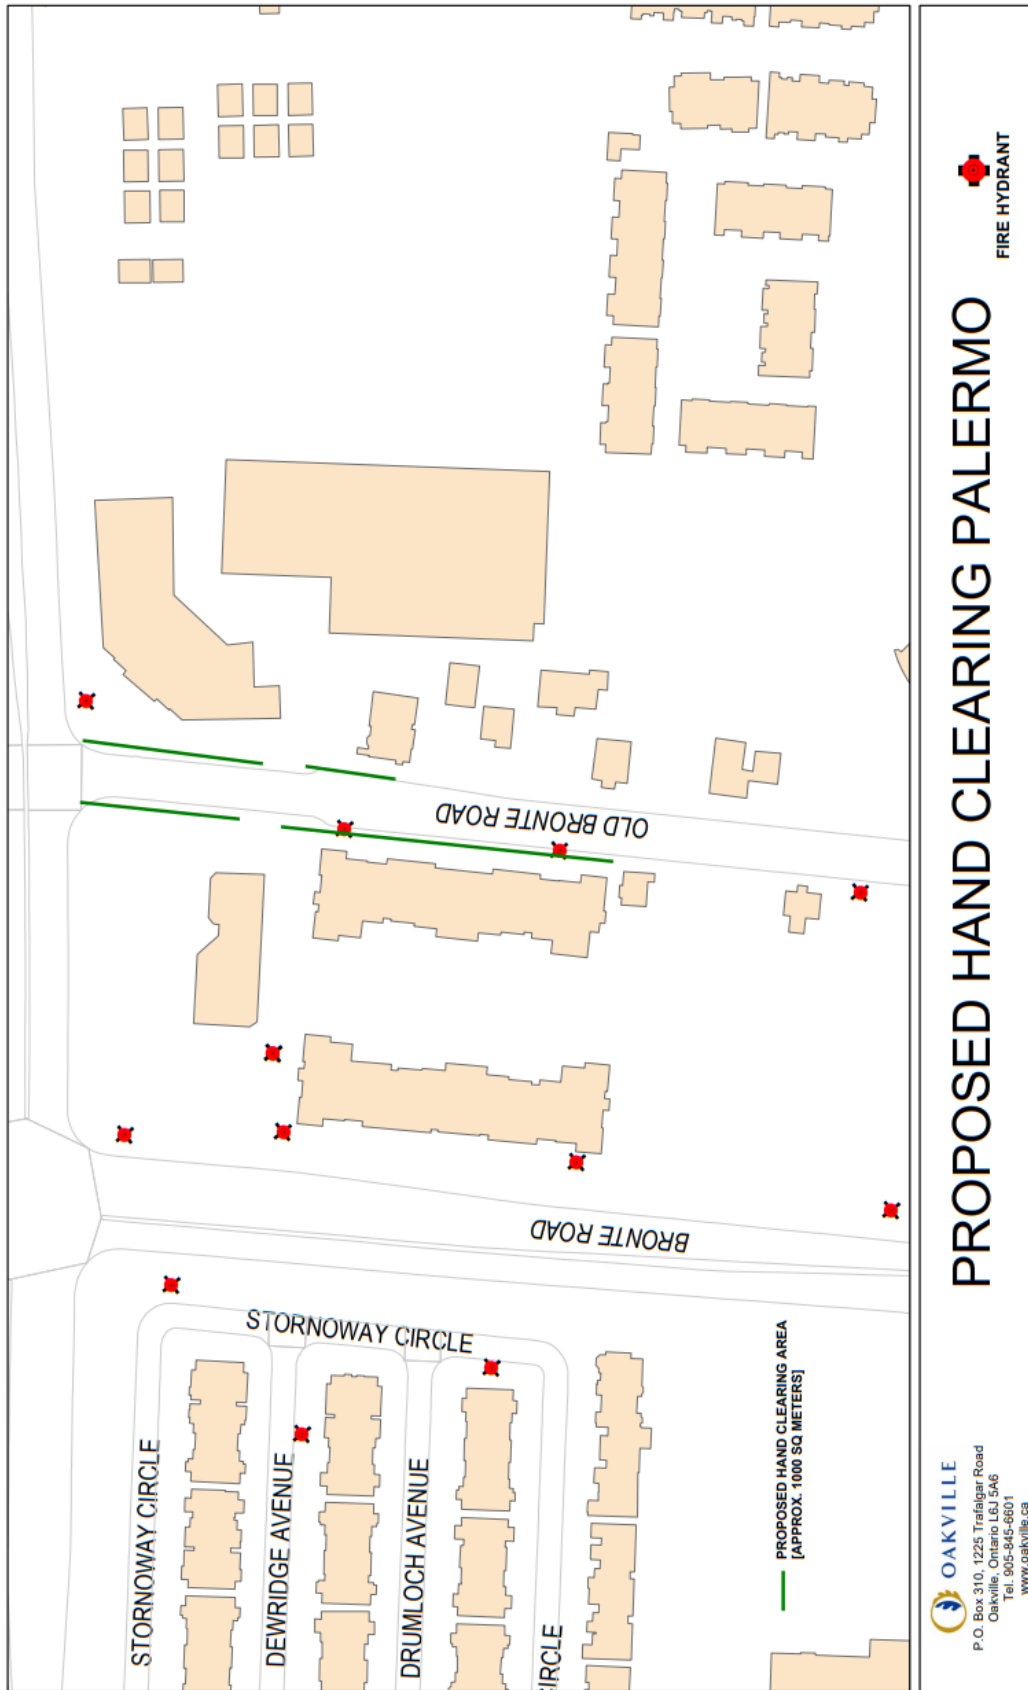 OLD BRONTE ROAD
BRONTE ROAD
STORNOWAY CIRCLE
STORNOWAY CIRCLE
DEWRIDGE AVENUE
DRUMLOCH AVENUE
CIRCLE
PROPOSED HAND CLEARING AREA
[APPROX. 1000 SQ METERS]
OAKVILLE
P.O. Box 310, 1225 Trafalgar Road
Oakville, Ontario L6J 5A6
Tel. 905-845-6601
www.oakville.ca
PROPOSED HAND CLEARING PALERMO
FIRE HYDRANT